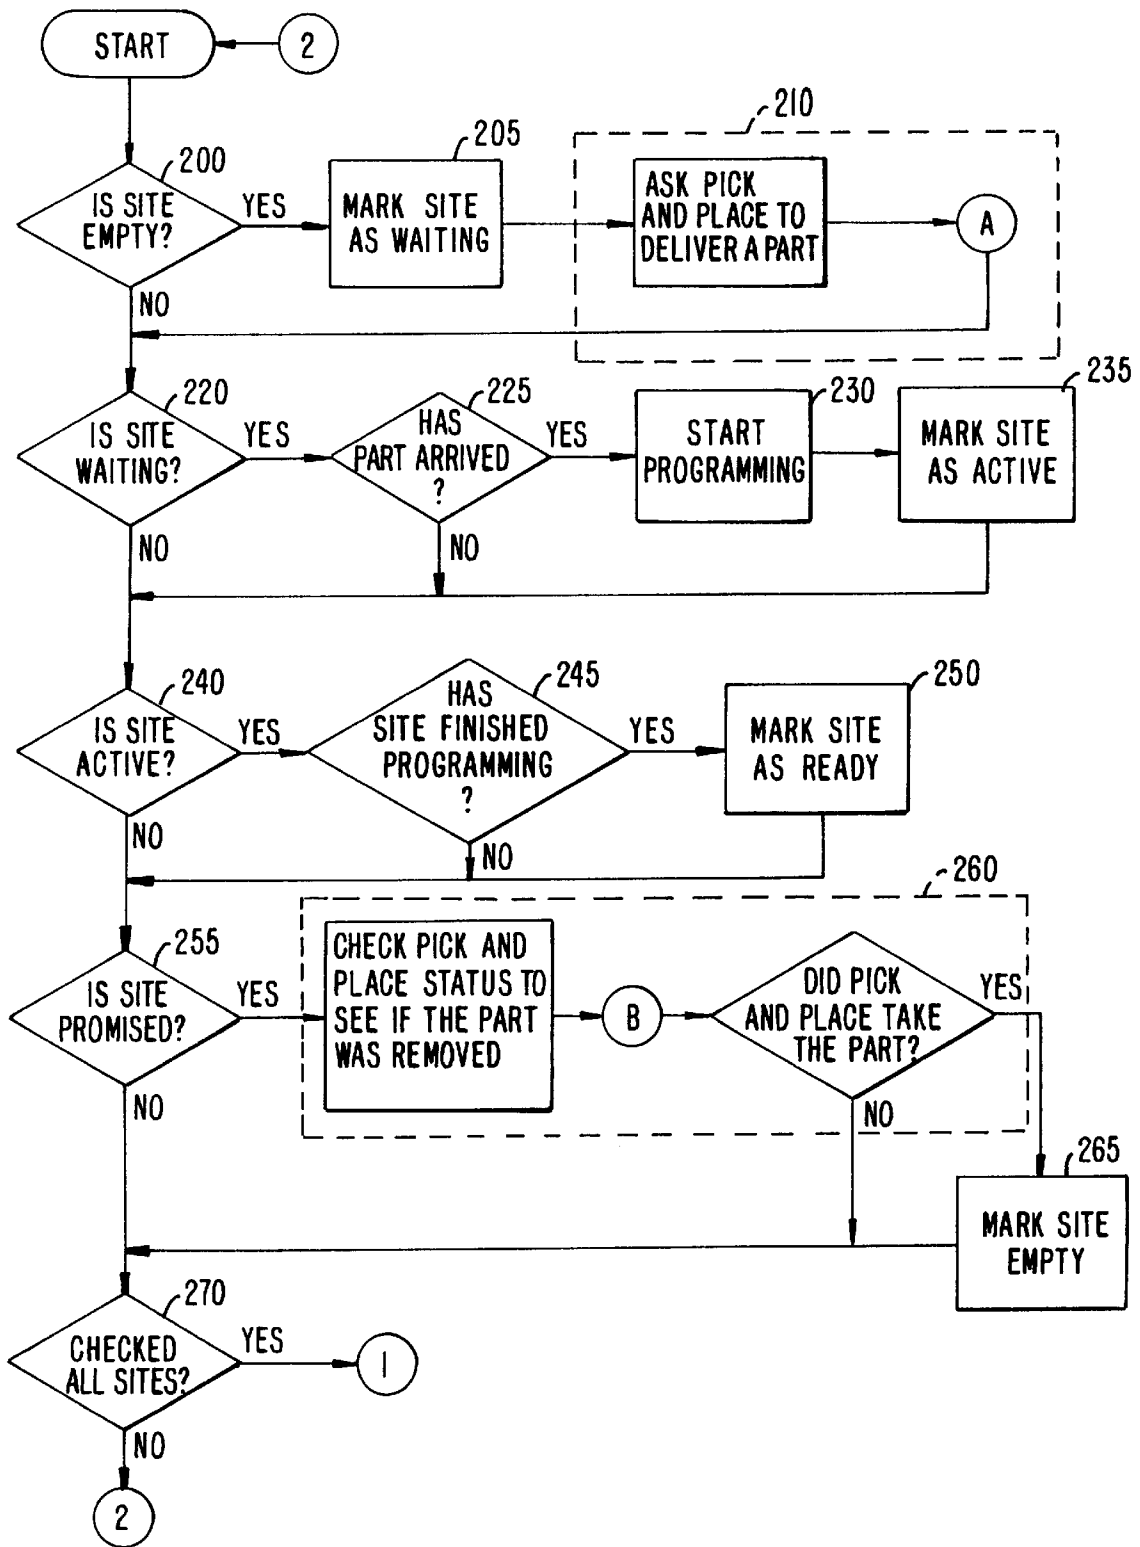 START
2
200
IS SITE
EMPTY?
YES
NO
205
MARK SITE
AS WAITING
210
ASK PICK
AND PLACE TO
DELIVER A PART
A
220
IS SITE
WAITING?
YES
NO
225
HAS
PART ARRIVED
?
YES
NO
230
START
PROGRAMMING
235
MARK SITE
AS ACTIVE
240
IS SITE
ACTIVE?
YES
NO
245
HAS
SITE FINISHED
PROGRAMMING
?
YES
NO
250
MARK SITE
AS READY
255
IS SITE
PROMISED?
YES
NO
260
CHECK PICK AND
PLACE STATUS TO
SEE IF THE PART
WAS REMOVED
B
DID PICK
AND PLACE TAKE
THE PART?
YES
NO
265
MARK SITE
EMPTY
270
CHECKED
ALL SITES?
YES
1
NO
2